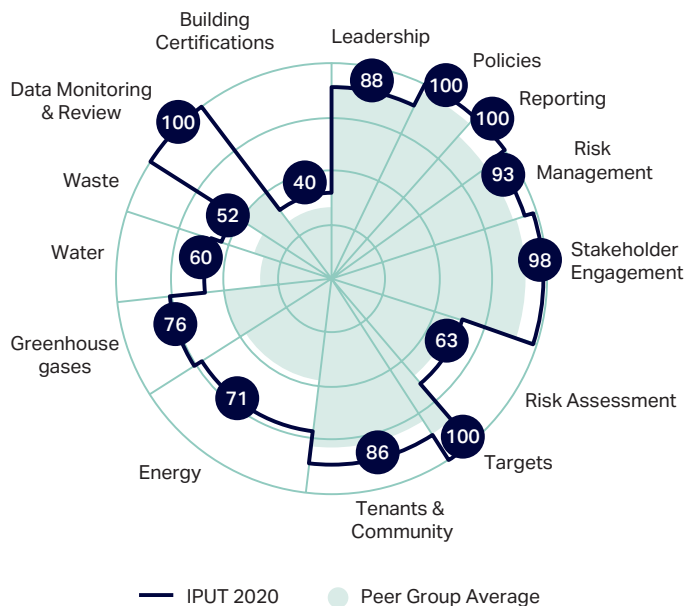 Building
Certifications
Leadership
88
Policies
100
Reporting
100
Risk
Management
93
Stakeholder
Engagement
98
Risk Assessment
63
Targets
100
Tenants &
Community
86
Energy
71
Greenhouse
gases
76
Water
60
Waste
52
Data Monitoring
& Review
100
40
IPUT 2020
Peer Group Average